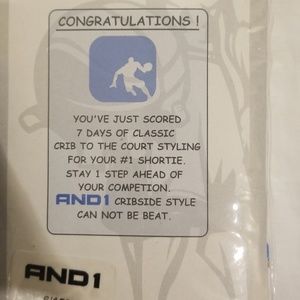 CONGRATULATIONS !
YOU'VE JUST SCORED
7 DAYS OF CLASSIC
CRIB TO THE COURT STYLING
FOR YOUR #1 SHORTIE.
STAY 1 STEP AHEAD OF
YOUR COMPETION.
AND1 CRIBSIDE STYLE
CAN NOT BE BEAT.
AND1